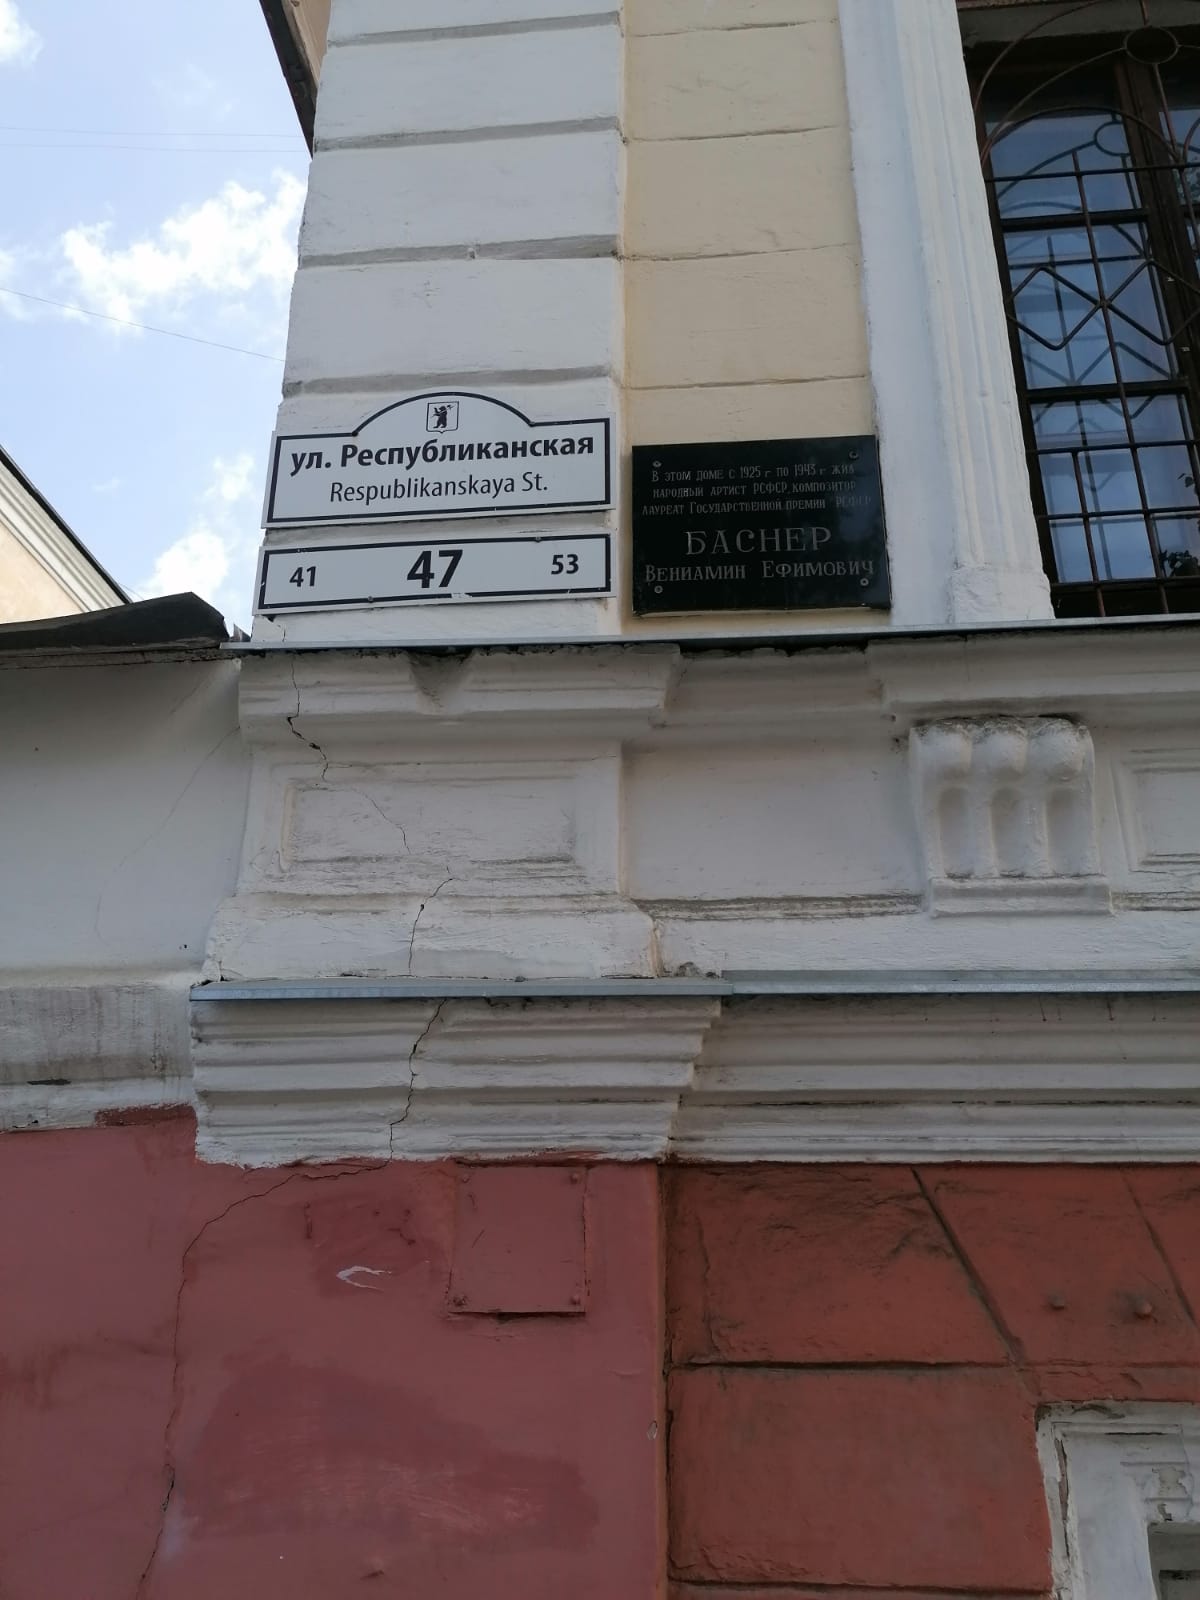 ул. Республиканская
Respublikanskaya St.
41 47 53
В ЭТОМ ДОМЕ С 1925 г ПО 1943 г ЖИЛ
НАРОДНЫЙ АРТИСТ РСФСР, КОМПОЗИТОР
ЛАУРЕАТ ГОСУДАРСТВЕННОЙ ПРЕМИИ РСФСР
БАСНЕР
ВЕНИАМИН ЕФИМОВИЧ